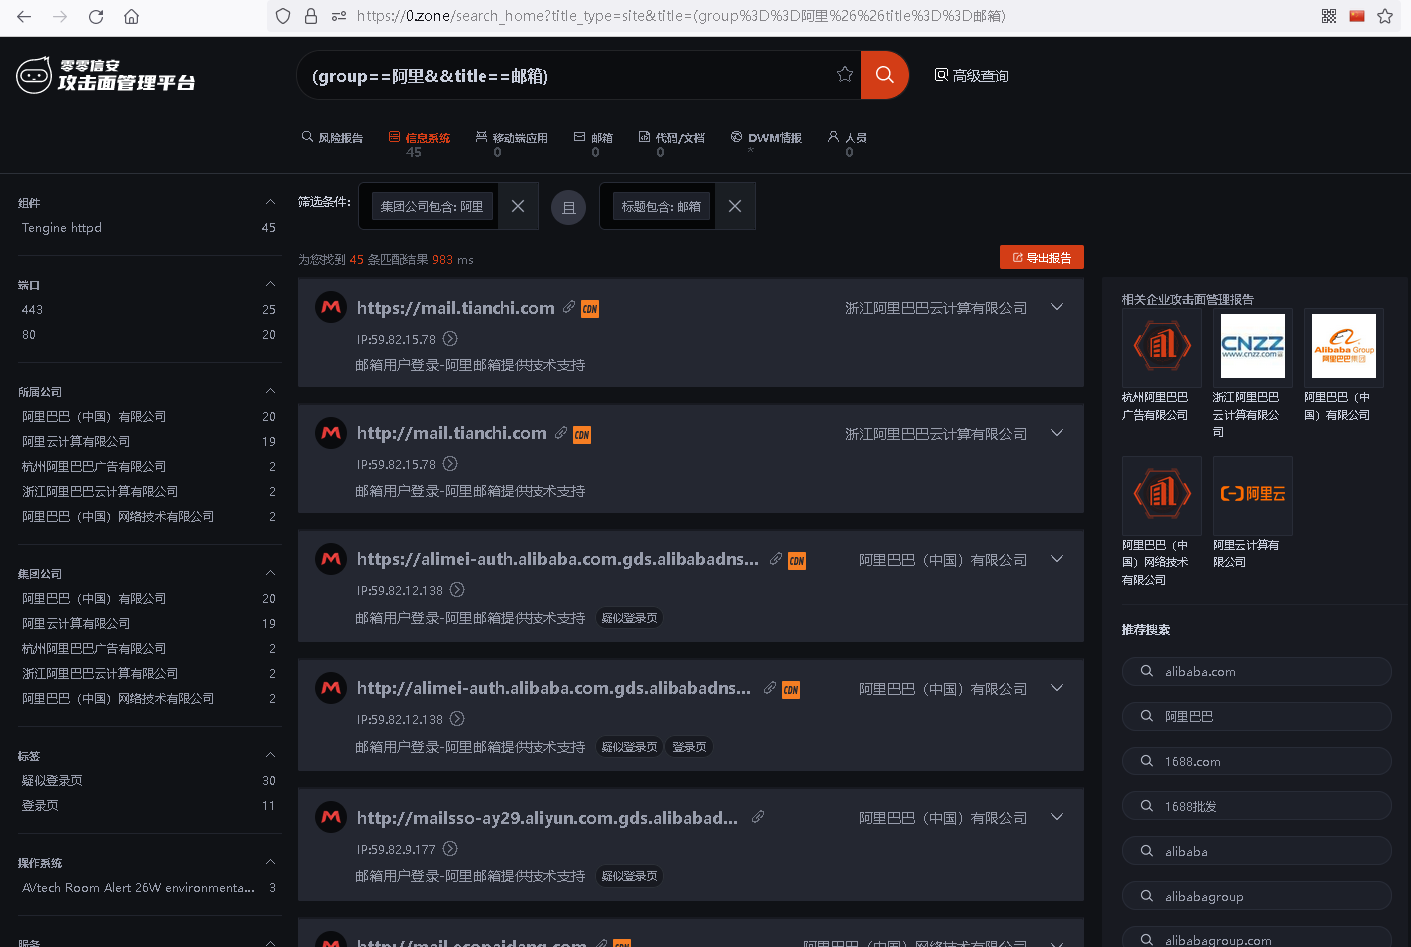 https://0.zone/search_home?title_type=site&title=(group%3D%3D阿里%26%26title%3D%3D邮箱)
零零信安
攻击面管理平台
(group==阿里&&title==邮箱)
高级查询
风险报告
信息系统
45
移动端应用
0
邮箱
0
代码/文档
0
DWM情报
*
人员
0
组件
Tengine httpd 45
端口
443 25
80 20
所属公司
阿里巴巴（中国）有限公司 20
阿里云计算有限公司 19
杭州阿里巴巴广告有限公司 2
浙江阿里巴巴云计算有限公司 2
阿里巴巴（中国）网络技术有限公司 2
集团公司
阿里巴巴（中国）有限公司 20
阿里云计算有限公司 19
杭州阿里巴巴广告有限公司 2
浙江阿里巴巴云计算有限公司 2
阿里巴巴（中国）网络技术有限公司 2
标签
疑似登录页 30
登录页 11
操作系统
AVtech Room Alert 26W environmenta... 3
服务
筛选条件:
集团公司包含: 阿里
且
标题包含: 邮箱
为您找到 45 条匹配结果 983 ms
导出报告
https://mail.tianchi.com CDN 浙江阿里巴巴云计算有限公司
IP:59.82.15.78
邮箱用户登录-阿里邮箱提供技术支持
http://mail.tianchi.com CDN 浙江阿里巴巴云计算有限公司
IP:59.82.15.78
邮箱用户登录-阿里邮箱提供技术支持
https://alimei-auth.alibaba.com.gds.alibabadns... CDN 阿里巴巴（中国）有限公司
IP:59.82.12.138
邮箱用户登录-阿里邮箱提供技术支持 疑似登录页
http://alimei-auth.alibaba.com.gds.alibabadns... CDN 阿里巴巴（中国）有限公司
IP:59.82.12.138
邮箱用户登录-阿里邮箱提供技术支持 疑似登录页 登录页
http://mailsso-ay29.aliyun.com.gds.alibabad... 阿里巴巴（中国）有限公司
IP:59.82.9.177
邮箱用户登录-阿里邮箱提供技术支持 疑似登录页
CDN 阿里巴巴（中国）网络技术有限公司
相关企业攻击面管理报告
杭州阿里巴巴
广告有限公司
CNZZ
www.cnzz.com
浙江阿里巴巴
云计算有限公
司
Alibaba Group
阿里巴巴集团
阿里巴巴（中
国）有限公司
阿里巴巴（中
国）网络技术
有限公司
阿里云
阿里云计算有
限公司
推荐搜索
alibaba.com
阿里巴巴
1688.com
1688批发
alibaba
alibabagroup
alibabagroup.com